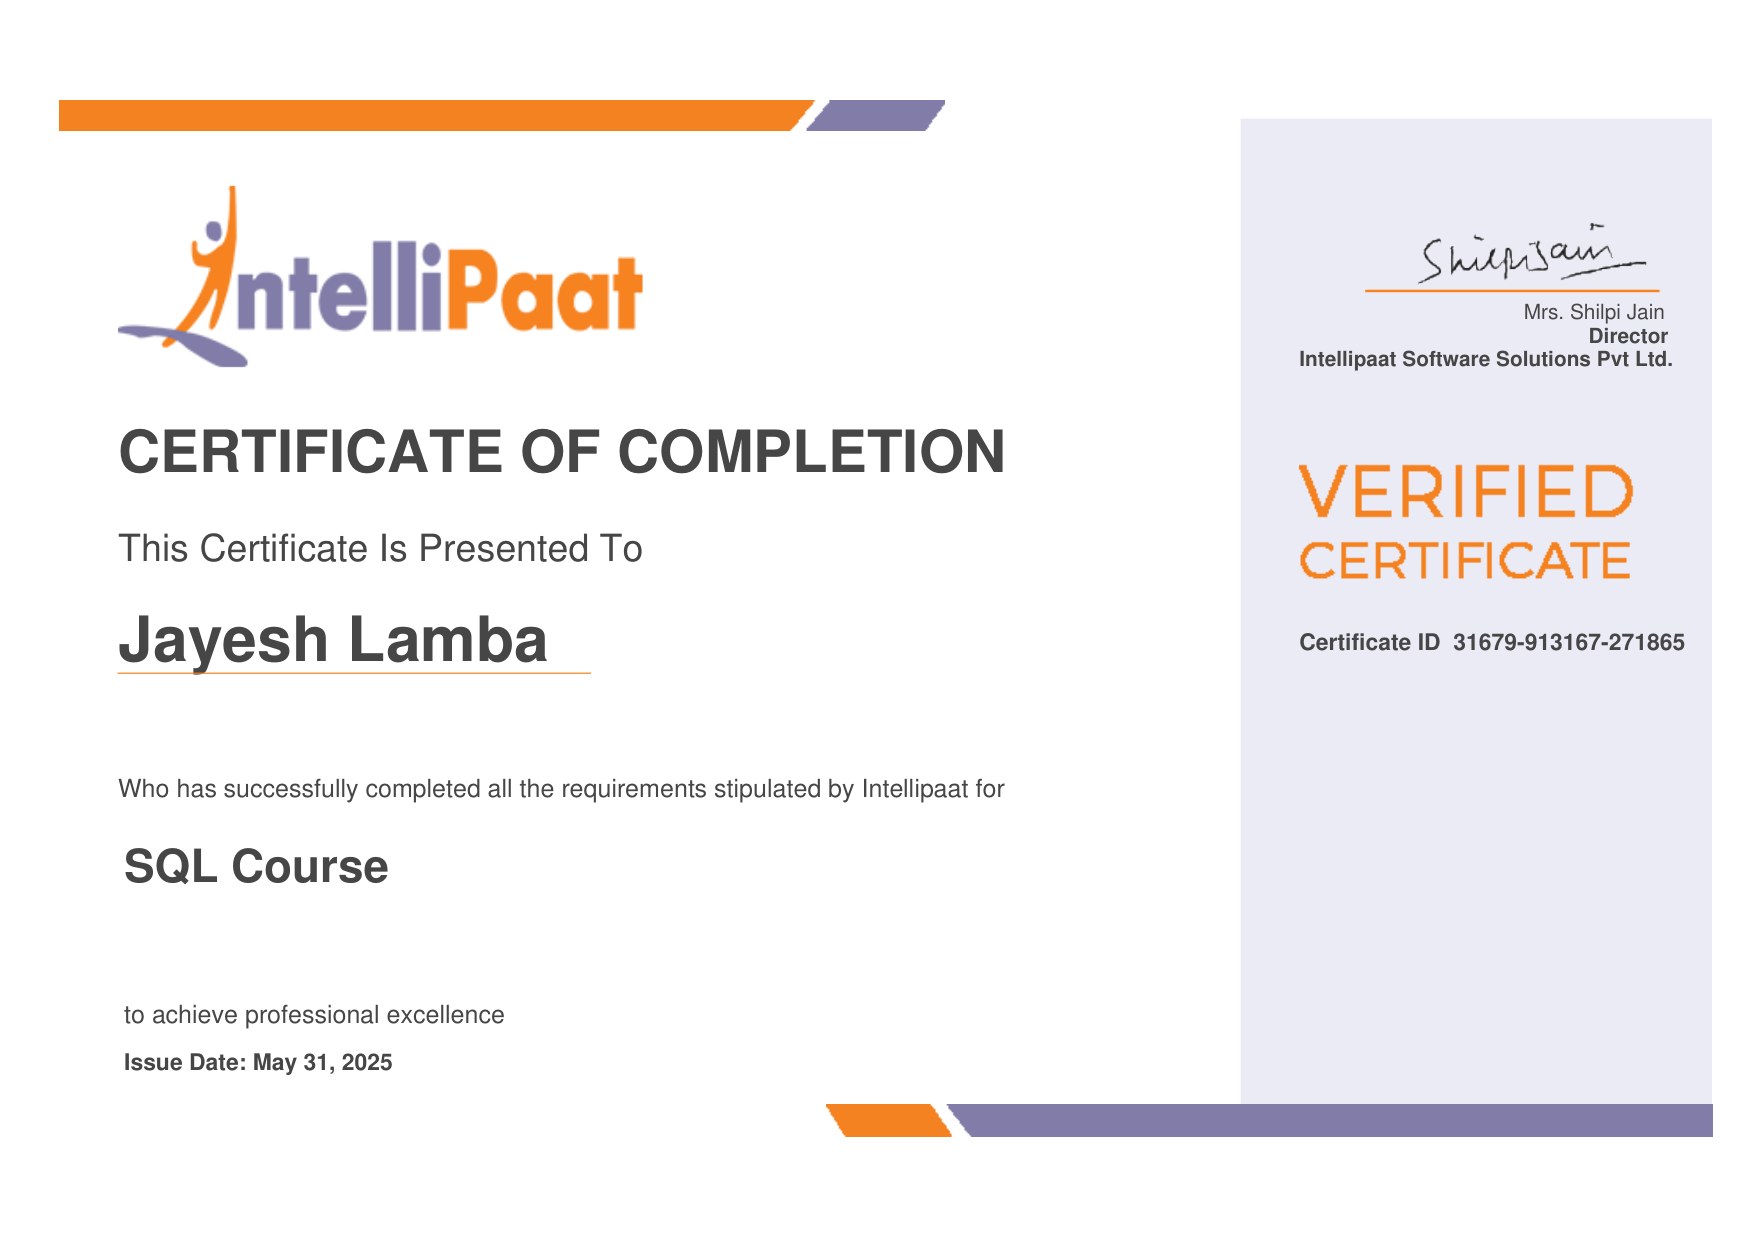 IntelliPaat
CERTIFICATE OF COMPLETION
This Certificate Is Presented To
Jayesh Lamba
Who has successfully completed all the requirements stipulated by Intellipaat for
SQL Course
to achieve professional excellence
Issue Date: May 31, 2025
Shilpi Jain
Mrs. Shilpi Jain
Director
Intellipaat Software Solutions Pvt Ltd.
VERIFIED
CERTIFICATE
Certificate ID 31679-913167-271865